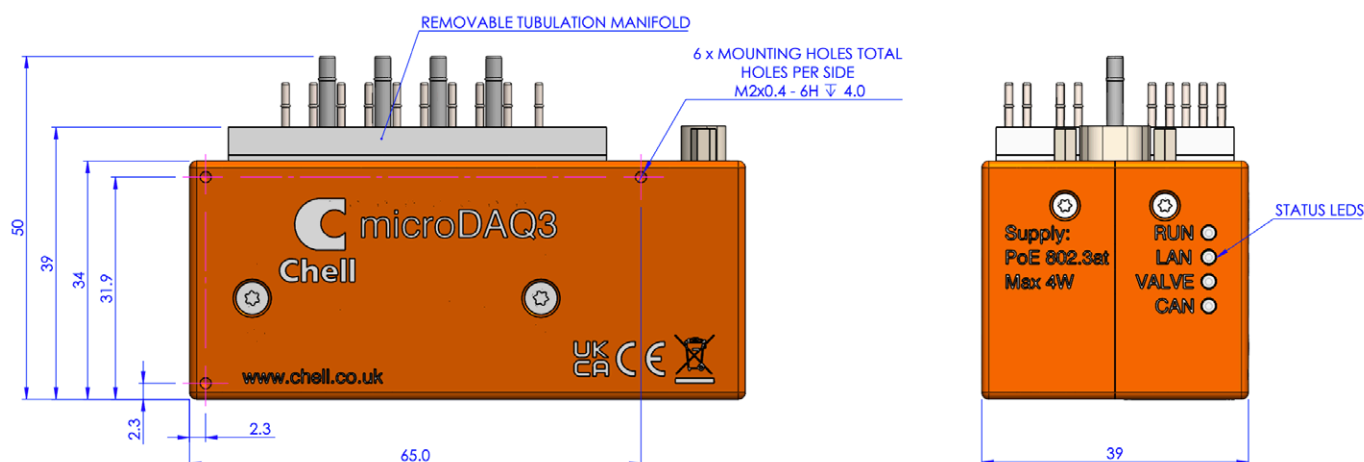 REMOVABLE TUBULATION MANIFOLD
6 x MOUNTING HOLES TOTAL
HOLES PER SIDE
M2x0.4 - 6H ↧ 4.0
50
39
34
31.9
2.3
2.3
65.0
microDAQ3
Chell
www.chell.co.uk
UK
CA CE
STATUS LEDS
Supply:
PoE 802.3at
Max 4W
RUN
LAN
VALVE
CAN
39